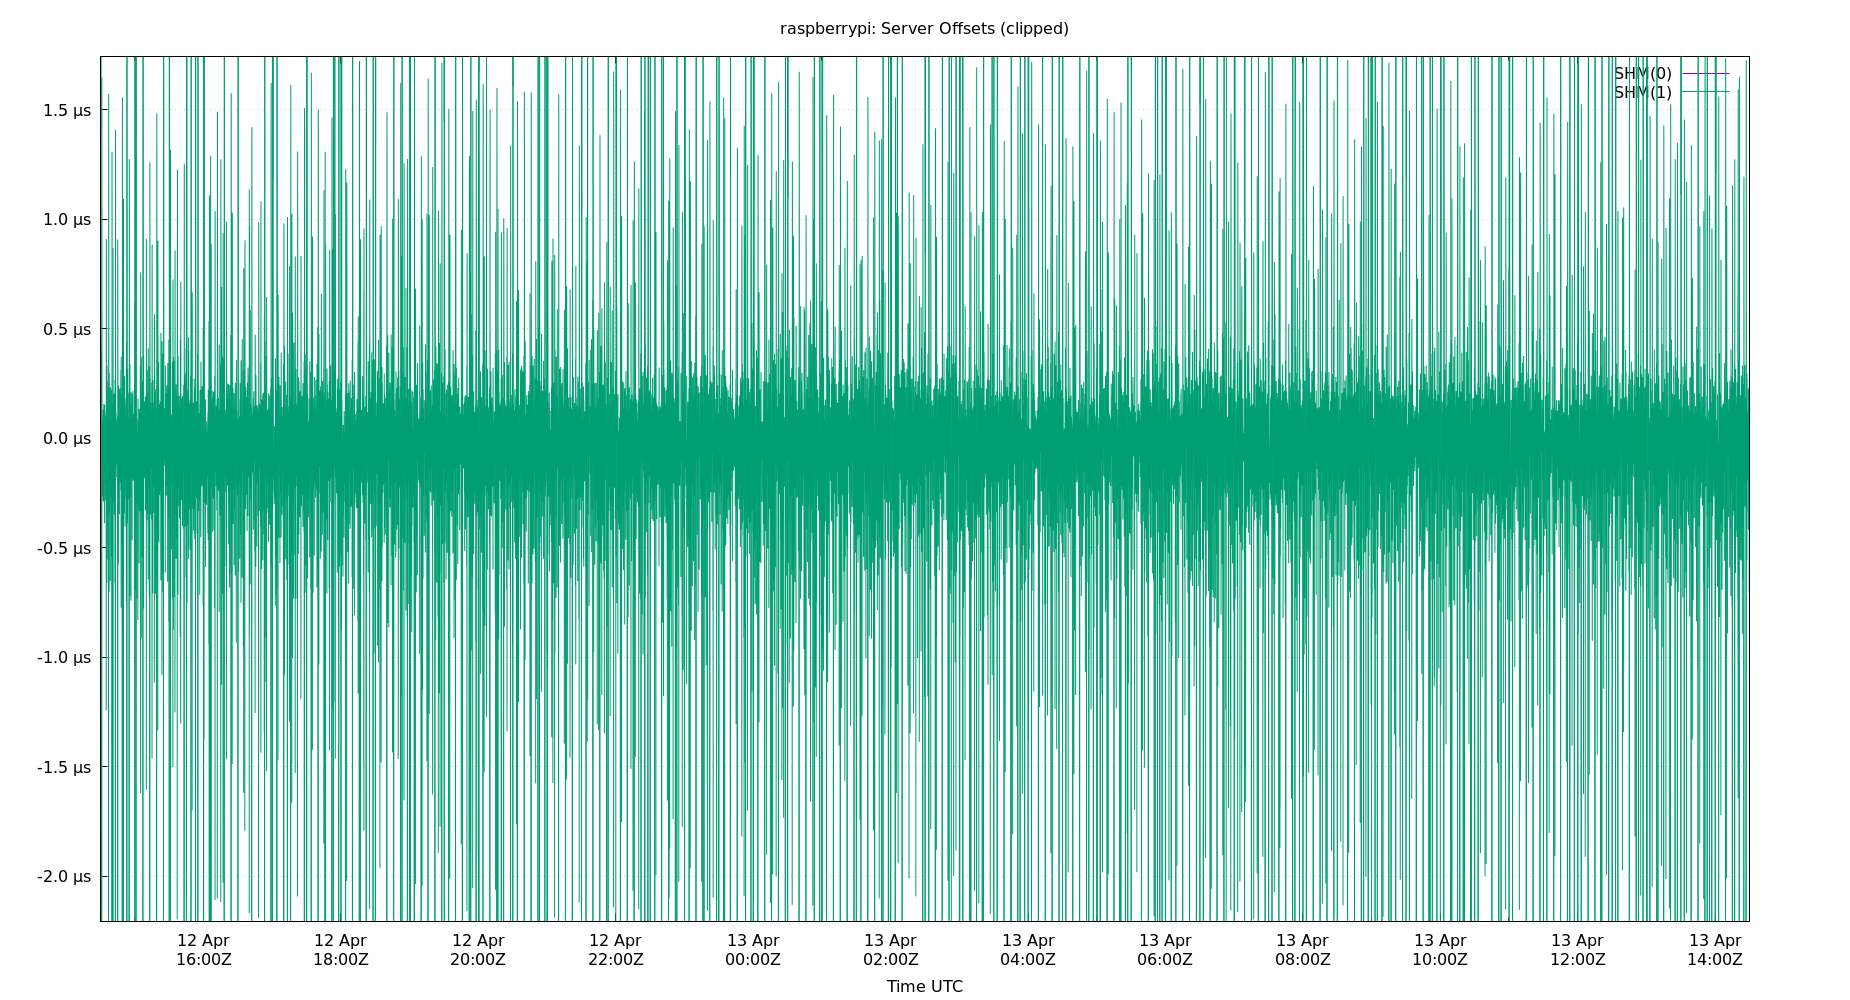 raspberrypi: Server Offsets (clipped)
SHM(0)
SHM(1)
1.5 µs
1.0 µs
0.5 µs
0.0 µs
-0.5 µs
-1.0 µs
-1.5 µs
-2.0 µs
12 Apr 12 Apr 12 Apr 12 Apr 13 Apr 13 Apr 13 Apr 13 Apr 13 Apr 13 Apr 13 Apr 13 Apr
16:00Z 18:00Z 20:00Z 22:00Z 00:00Z 02:00Z 04:00Z 06:00Z 08:00Z 10:00Z 12:00Z 14:00Z
Time UTC